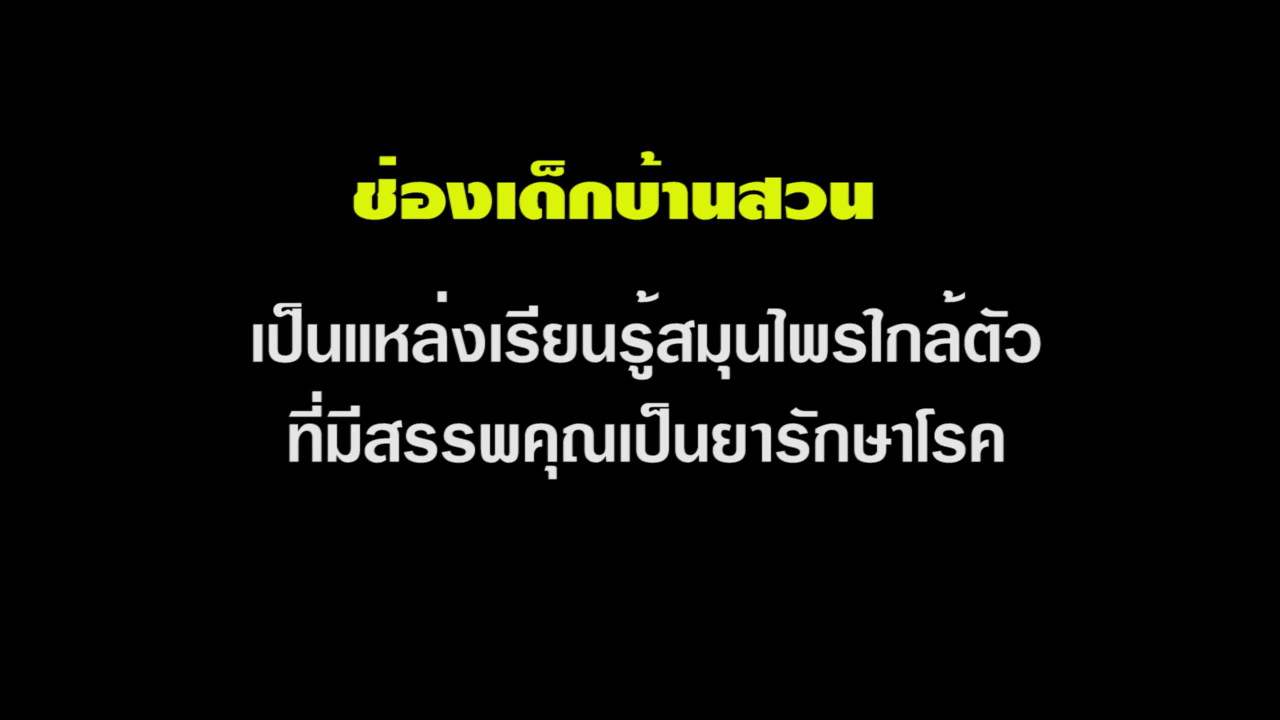 ช่องเด็กบ้านสวน
เป็นแหล่งเรียนรู้สมุนไพรใกล้ตัว
ที่มีสรรพคุณเป็นยารักษาโรค